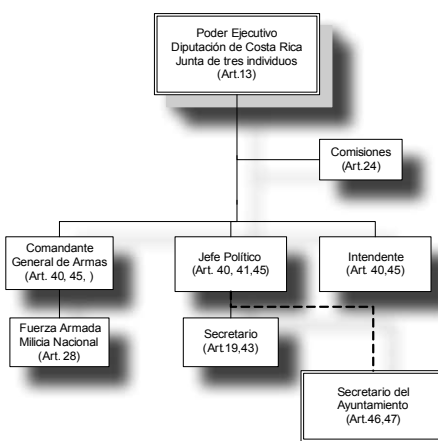 Poder Ejecutivo
Diputación de Costa Rica
Junta de tres individuos
(Art.13)
Comisiones
(Art.24)
Comandante
General de Armas
(Art. 40, 45, )
Jefe Político
(Art. 40, 41,45)
Intendente
(Art. 40,45)
Fuerza Armada
Milicia Nacional
(Art. 28)
Secretario
(Art.19,43)
Secretario del
Ayuntamiento
(Art.46,47)